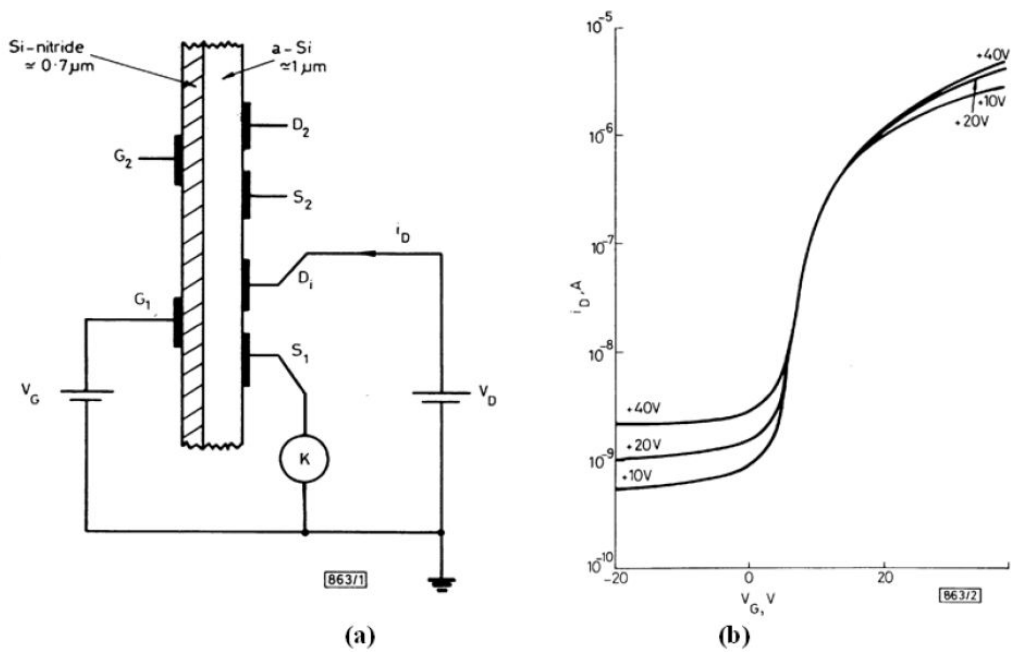 Si-nitride
≃ 0·7μm
a-Si
≃1μm
D2
G2
S2
iD
Di
G1
S1
VG
VD
K
863/1
(a)
10⁻⁵
+40V
+10V
+20V
10⁻⁶
10⁻⁷
iD, A
10⁻⁸
+40V
+20V
10⁻⁹
+10V
10⁻¹⁰
-20
0
20
VG, V
863/2
(b)